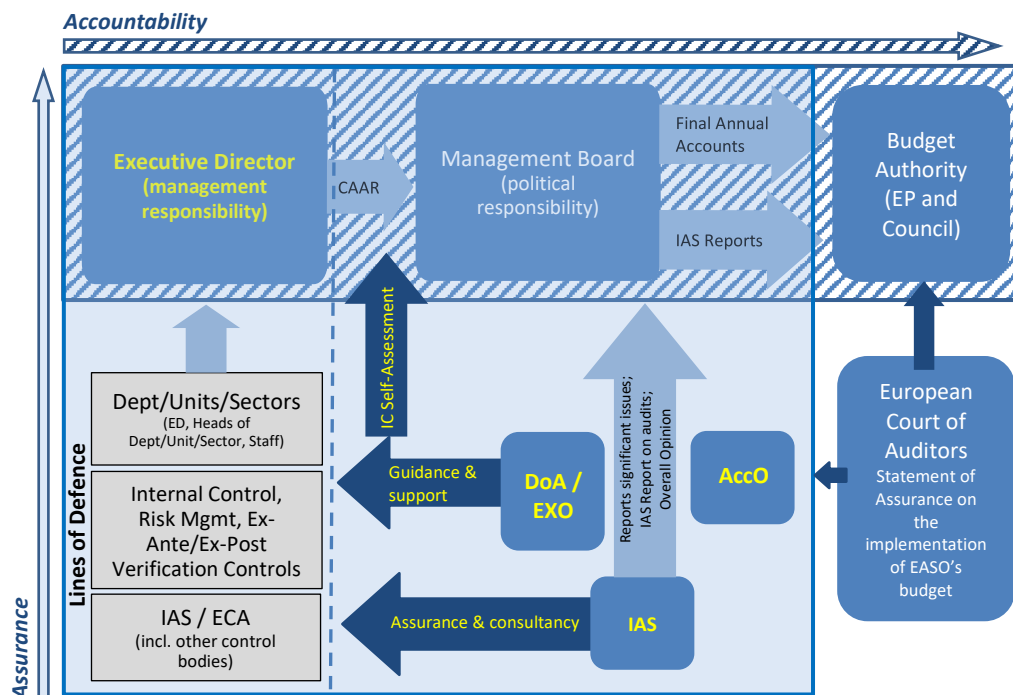 Accountability
Executive Director
(management
responsibility)
CAAR
Management Board
(political
responsibility)
Final Annual
Accounts
IAS Reports
Budget
Authority
(EP and
Council)
IC Self-Assessment
Dept/Units/Sectors
(ED, Heads of
Dept/Unit/Sector, Staff)
Internal Control,
Risk Mgmt, Ex-
Ante/Ex-Post
Verification Controls
IAS / ECA
(incl. other control
bodies)
Lines of Defence
Guidance &
support
DoA /
EXO
Reports significant issues;
IAS Report on audits;
Overall Opinion
AccO
European
Court of
Auditors
Statement of
Assurance on
the
implementation
of EASO's
budget
Assurance & consultancy
IAS
Assurance